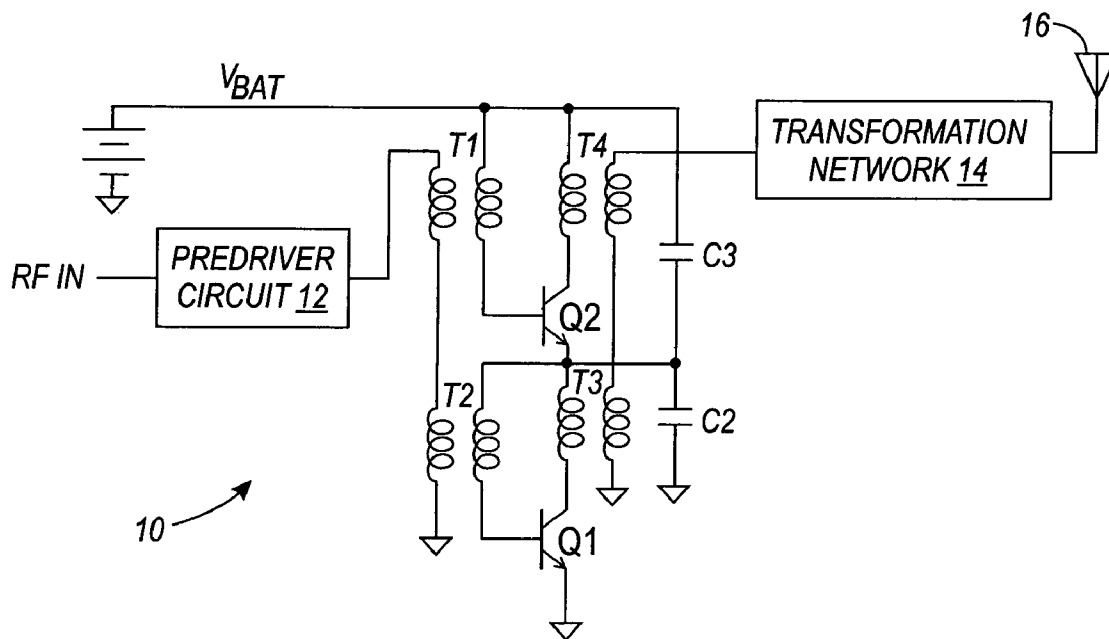 16
VBAT
T1
T4
TRANSFORMATION
NETWORK 14
C3
RF IN
PREDRIVER
CIRCUIT 12
Q2
T2
T3
C2
10
Q1